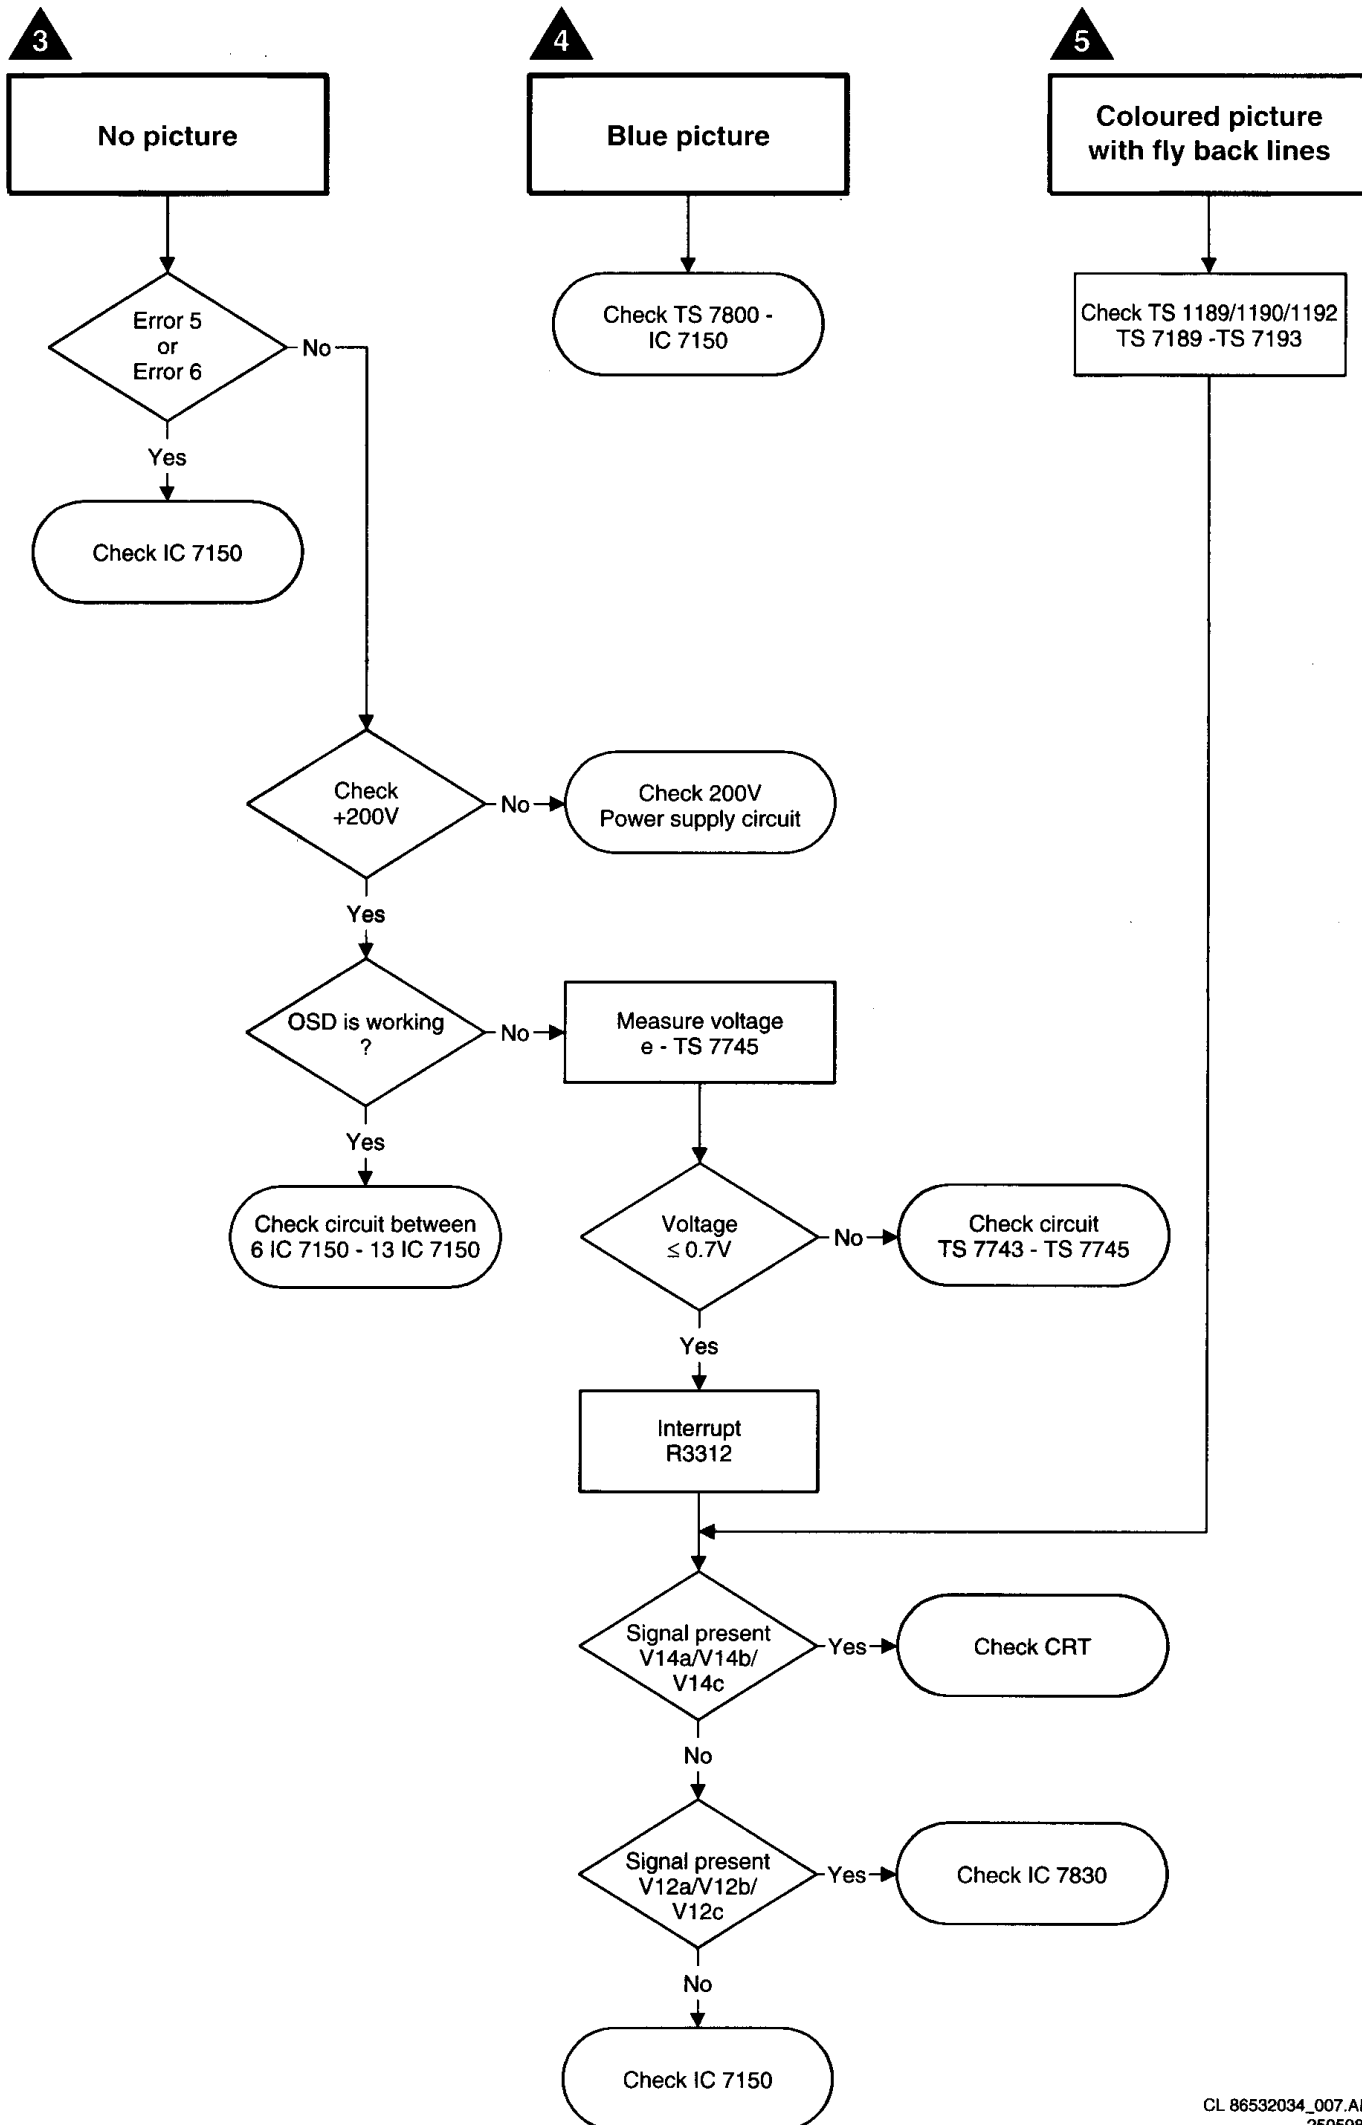 3
No picture
Error 5
or
Error 6
No
Yes
Check IC 7150
Check
+200V
No
Check 200V
Power supply circuit
Yes
OSD is working
?
No
Measure voltage
e - TS 7745
Yes
Check circuit between
6 IC 7150 - 13 IC 7150
Voltage
≤ 0.7V
No
Check circuit
TS 7743 - TS 7745
Yes
Interrupt
R3312
Signal present
V14a/V14b/
V14c
Yes
Check CRT
No
Signal present
V12a/V12b/
V12c
Yes
Check IC 7830
No
Check IC 7150
4
Blue picture
Check TS 7800 -
IC 7150
5
Coloured picture
with fly back lines
Check TS 1189/1190/1192
TS 7189 -TS 7193
CL 86532034_007.